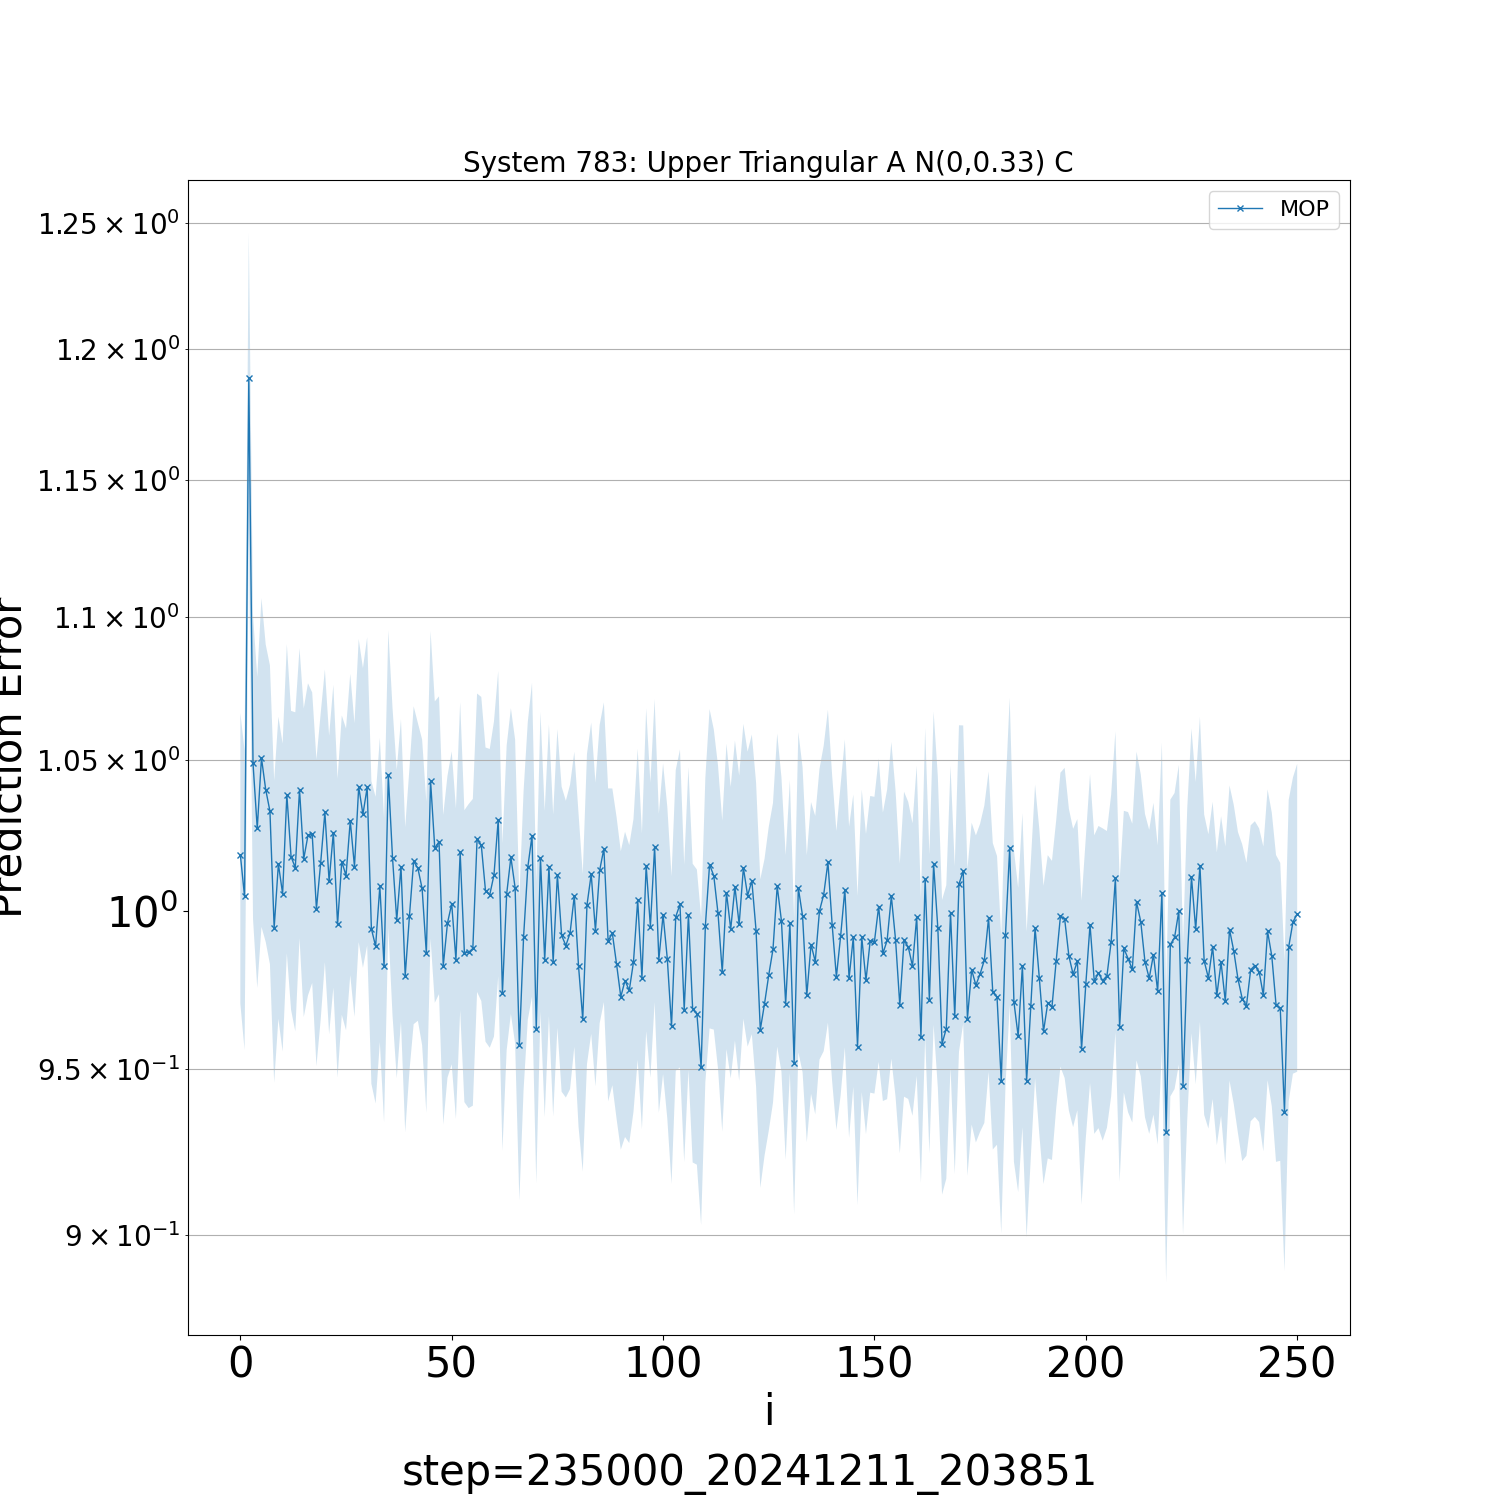 System 783: Upper Triangular A N(0,0.33) C
MOP
1.25 × 10⁰
1.2 × 10⁰
1.15 × 10⁰
1.1 × 10⁰
1.05 × 10⁰
10⁰
9.5 × 10⁻¹
9 × 10⁻¹
Prediction Error
0 50 100 150 200 250
i
step=235000_20241211_203851